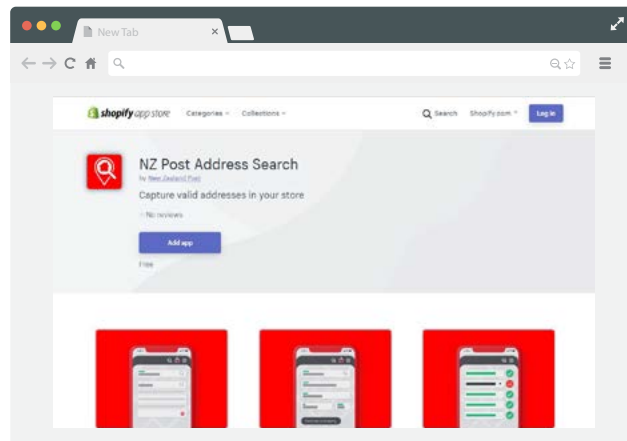 New Tab
shopify app store Categories Collections Search Shopify.com Log in
NZ Post Address Search
by New Zealand Post
Capture valid addresses in your store
No reviews
Add app
Free